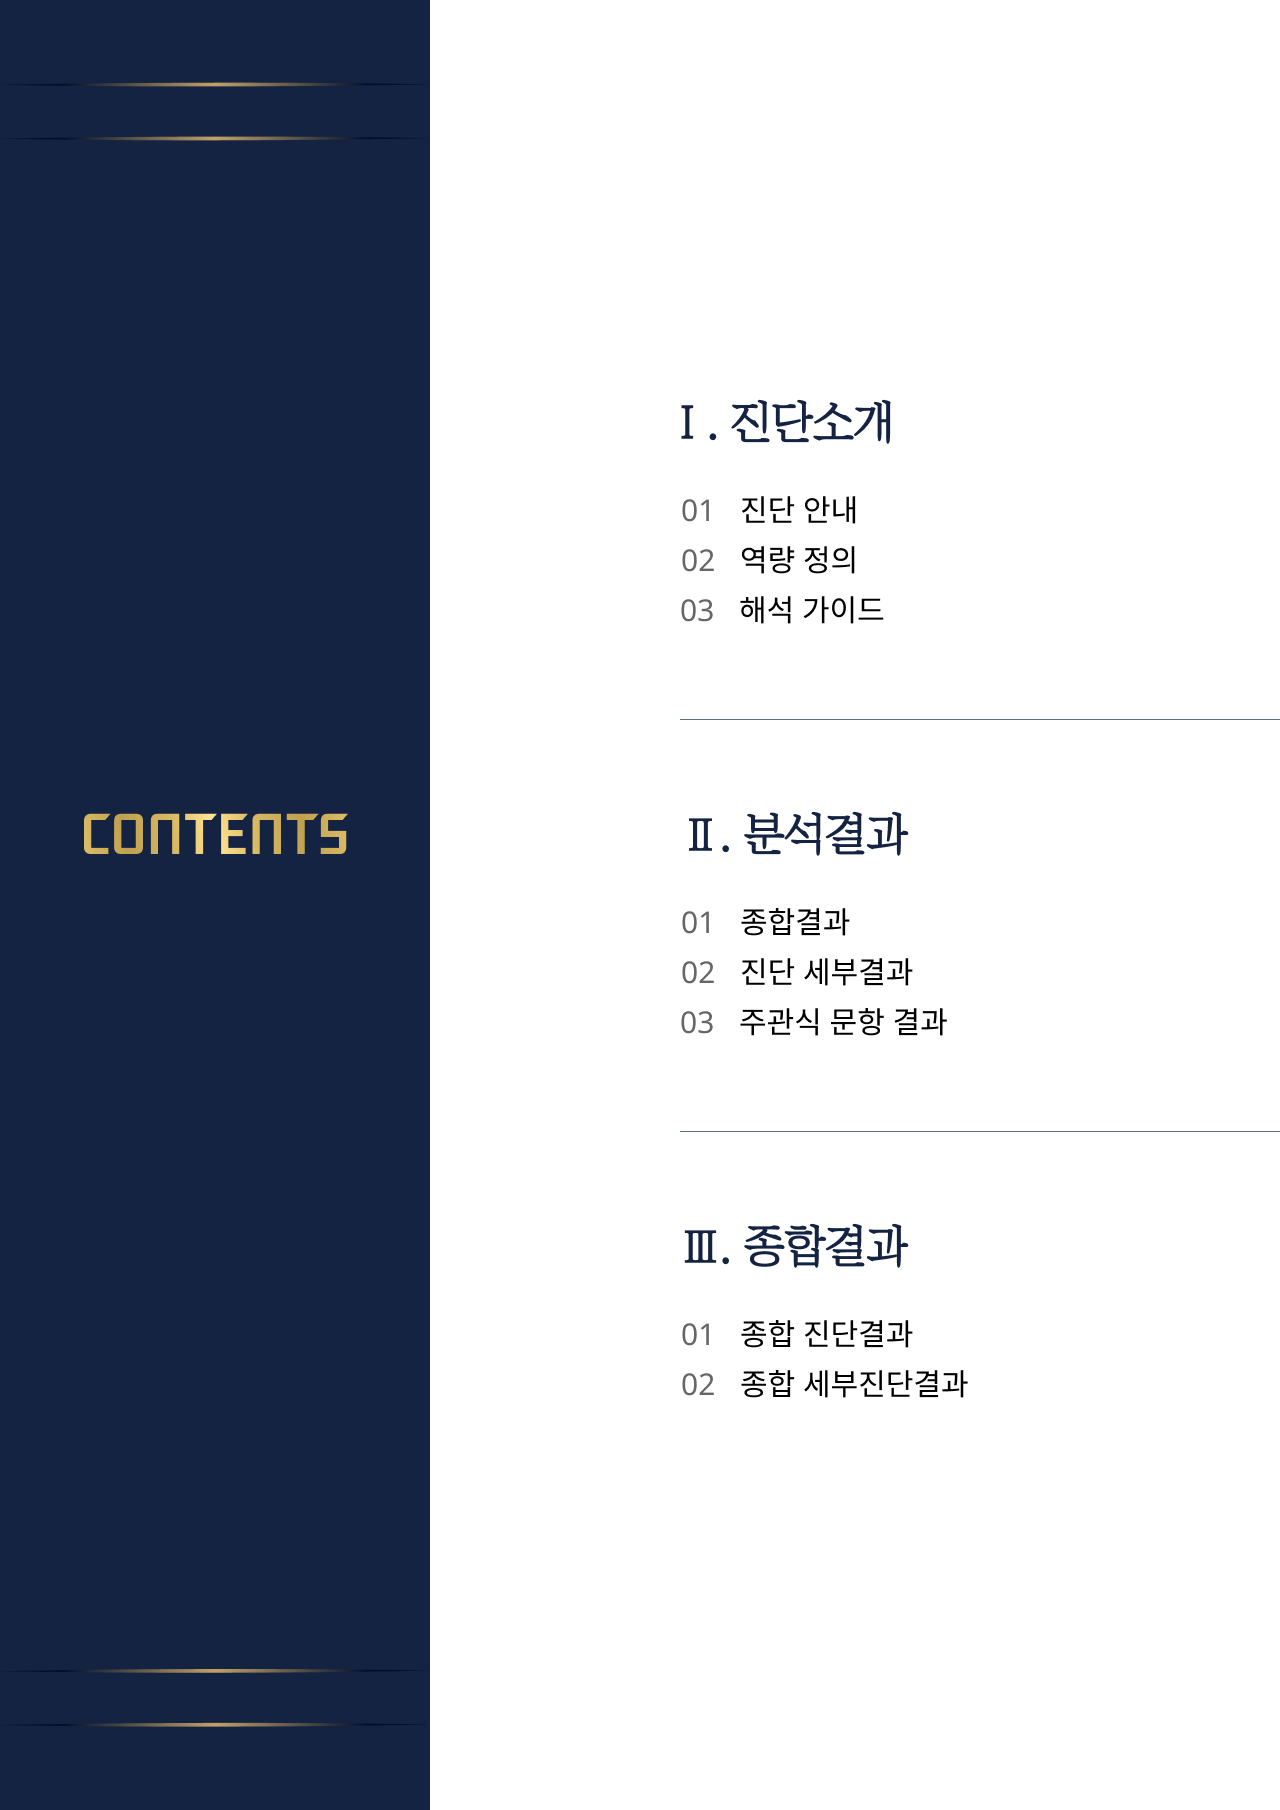 CONTENTS
Ⅰ. 진단소개
01 진단 안내
02 역량 정의
03 해석 가이드
Ⅱ. 분석결과
01 종합결과
02 진단 세부결과
03 주관식 문항 결과
Ⅲ. 종합결과
01 종합 진단결과
02 종합 세부진단결과